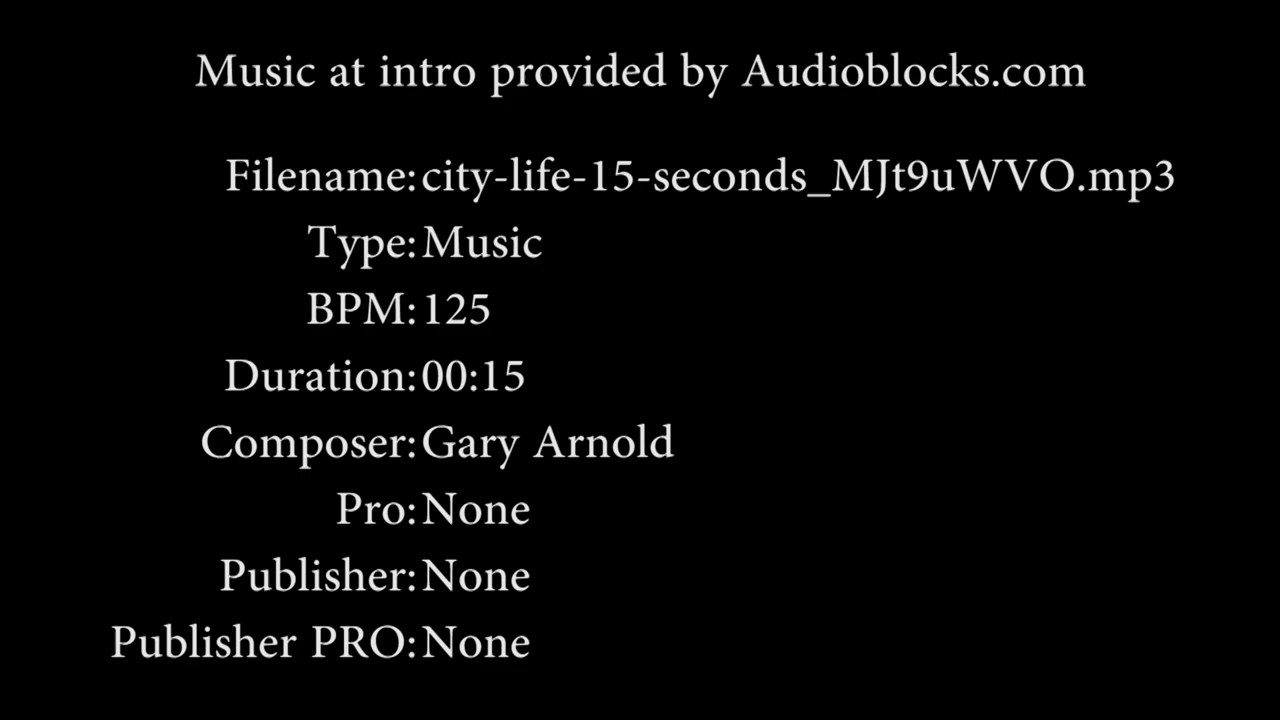 Music at intro provided by Audioblocks.com
Filename: city-life-15-seconds_MJt9uWVO.mp3
Type: Music
BPM: 125
Duration: 00:15
Composer: Gary Arnold
Pro: None
Publisher: None
Publisher PRO: None